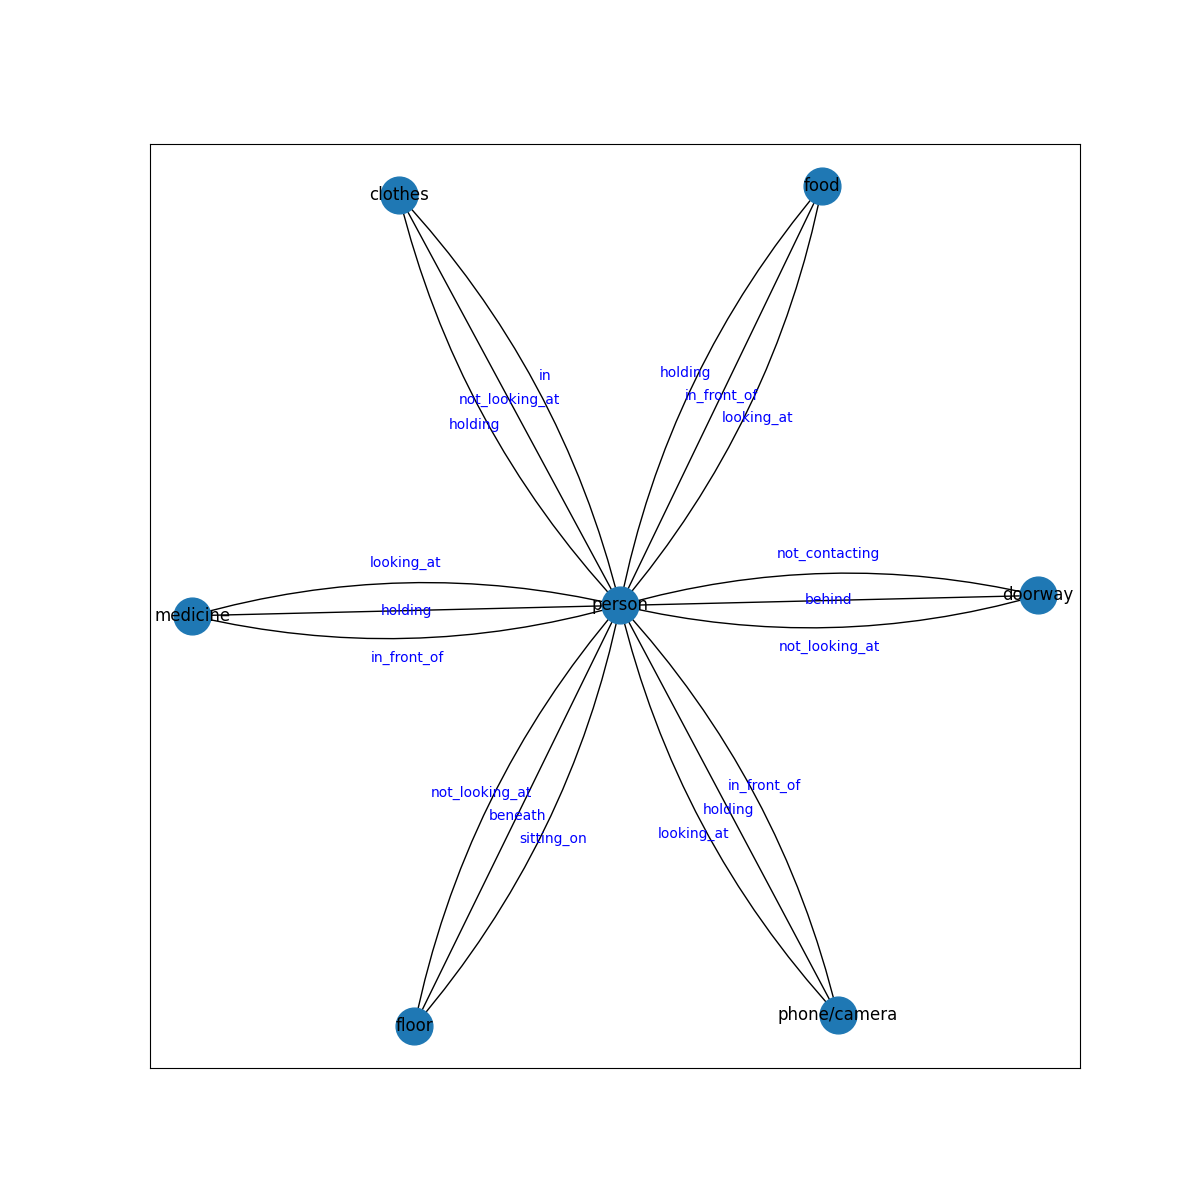 food
clothes
holding
in
in_front_of
not_looking_at
looking_at
holding
not_contacting
looking_at
doorway
behind
person
holding
medicine
not_looking_at
in_front_of
in_front_of
not_looking_at
holding
beneath
looking_at
sitting_on
phone/camera
floor